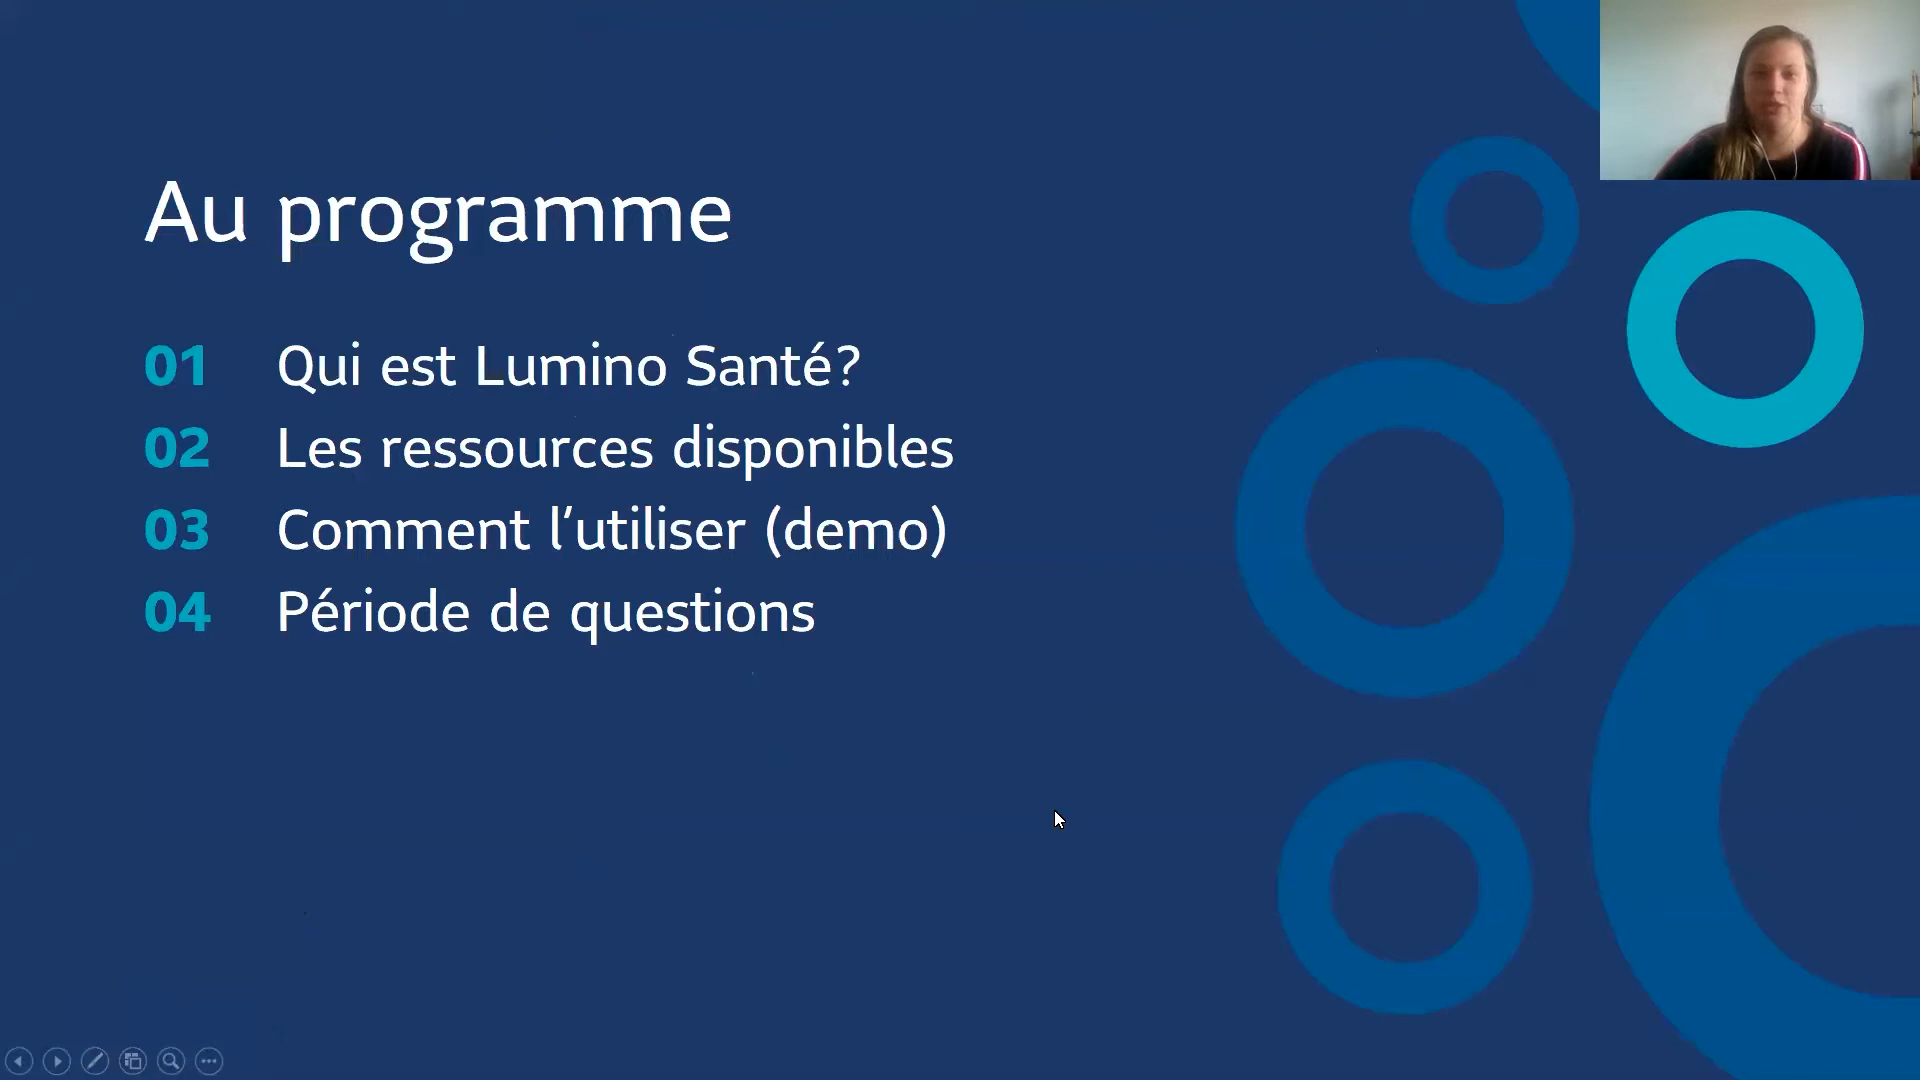 Au programme
01 Qui est Lumino Santé?
02 Les ressources disponibles
03 Comment l’utiliser (demo)
04 Période de questions